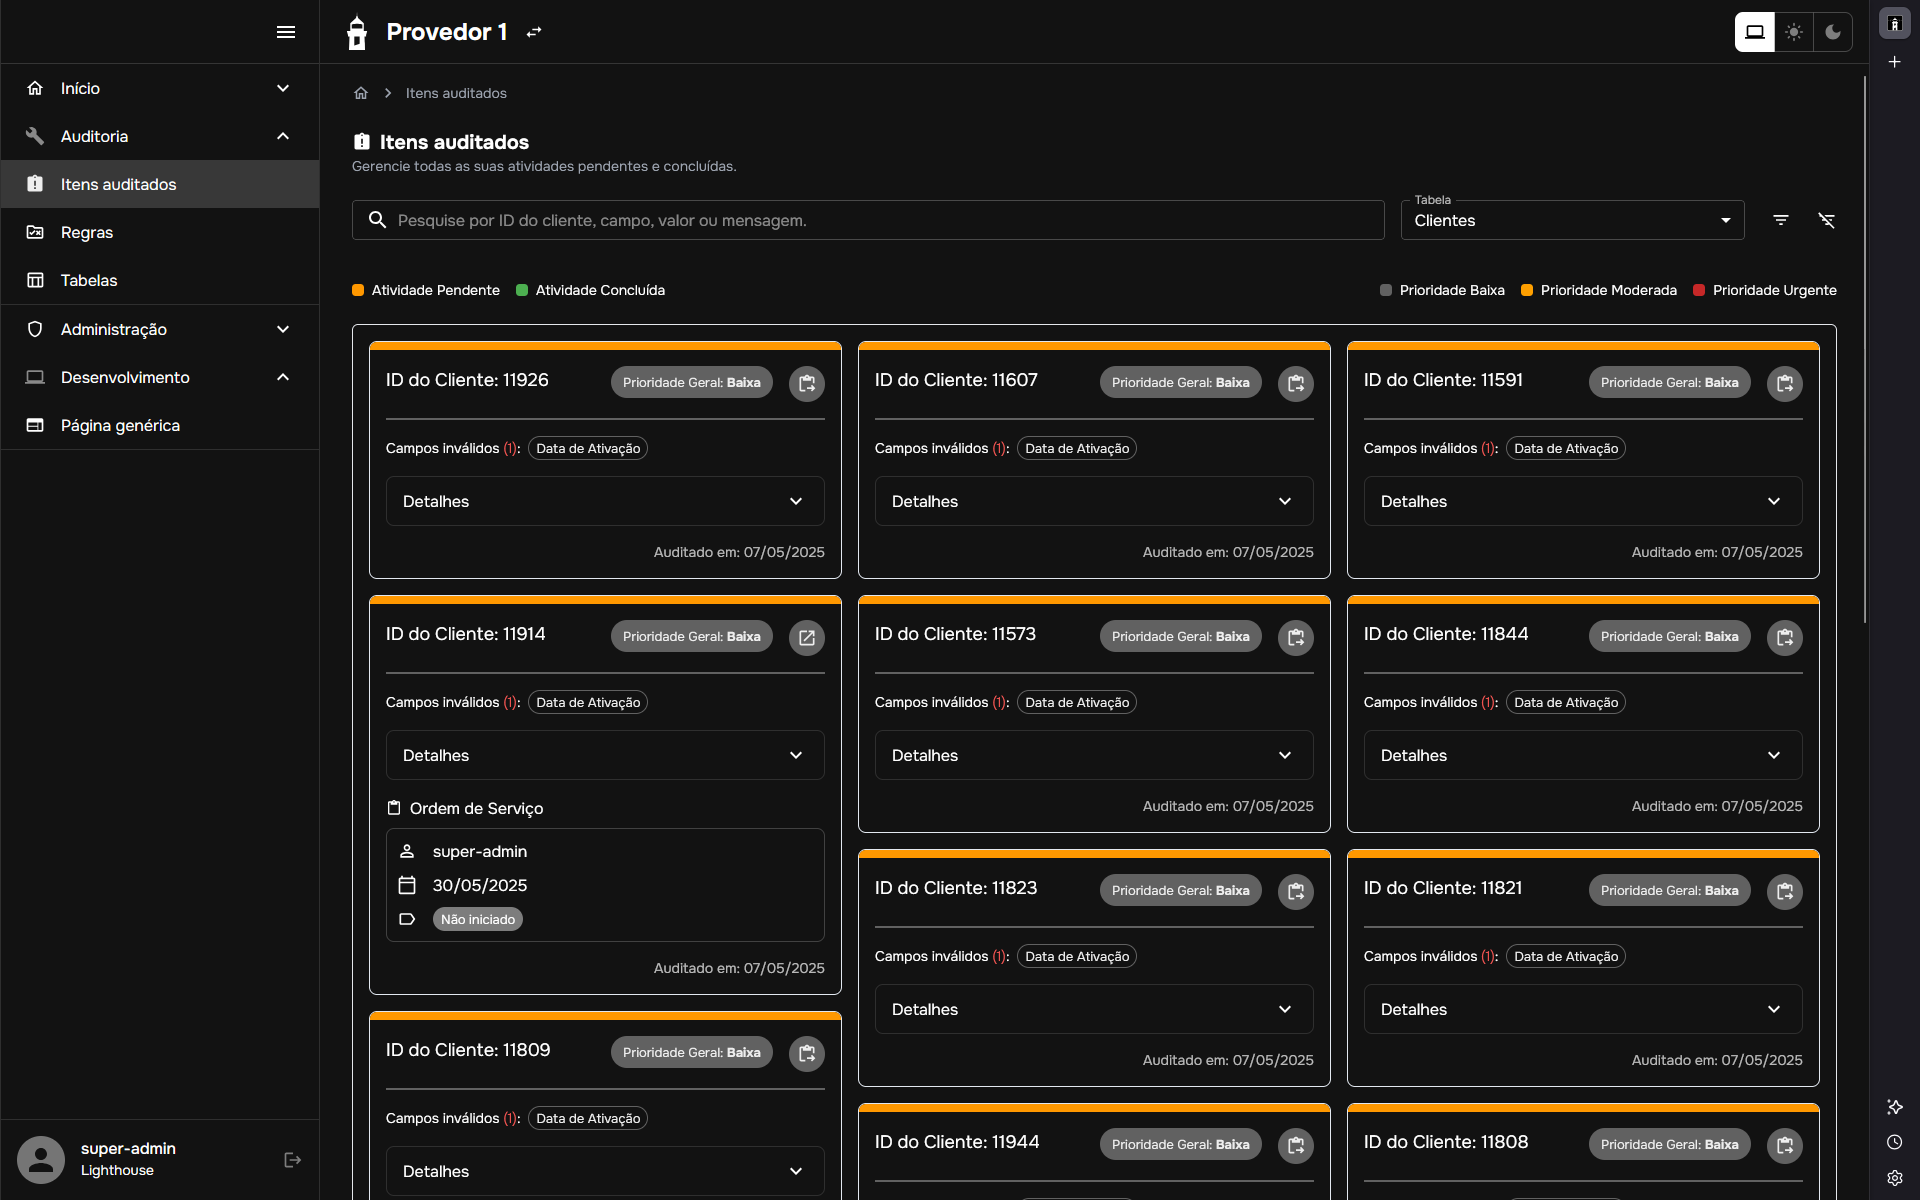 Provedor 1
Início
Auditoria
Itens auditados
Regras
Tabelas
Administração
Desenvolvimento
Página genérica
super-admin
Lighthouse
Itens auditados
Itens auditados
Gerencie todas as suas atividades pendentes e concluídas.
Pesquise por ID do cliente, campo, valor ou mensagem.
Tabela
Clientes
Atividade Pendente
Atividade Concluída
Prioridade Baixa
Prioridade Moderada
Prioridade Urgente
ID do Cliente: 11926
Prioridade Geral: Baixa
Campos inválidos (1): Data de Ativação
Detalhes
Auditado em: 07/05/2025
ID do Cliente: 11607
Prioridade Geral: Baixa
Campos inválidos (1): Data de Ativação
Detalhes
Auditado em: 07/05/2025
ID do Cliente: 11591
Prioridade Geral: Baixa
Campos inválidos (1): Data de Ativação
Detalhes
Auditado em: 07/05/2025
ID do Cliente: 11914
Prioridade Geral: Baixa
Campos inválidos (1): Data de Ativação
Detalhes
Ordem de Serviço
super-admin
30/05/2025
Não iniciado
Auditado em: 07/05/2025
ID do Cliente: 11573
Prioridade Geral: Baixa
Campos inválidos (1): Data de Ativação
Detalhes
Auditado em: 07/05/2025
ID do Cliente: 11844
Prioridade Geral: Baixa
Campos inválidos (1): Data de Ativação
Detalhes
Auditado em: 07/05/2025
ID do Cliente: 11823
Prioridade Geral: Baixa
Campos inválidos (1): Data de Ativação
Detalhes
Auditado em: 07/05/2025
ID do Cliente: 11821
Prioridade Geral: Baixa
Campos inválidos (1): Data de Ativação
Detalhes
Auditado em: 07/05/2025
ID do Cliente: 11809
Prioridade Geral: Baixa
Campos inválidos (1): Data de Ativação
Detalhes
ID do Cliente: 11944
Prioridade Geral: Baixa
ID do Cliente: 11808
Prioridade Geral: Baixa